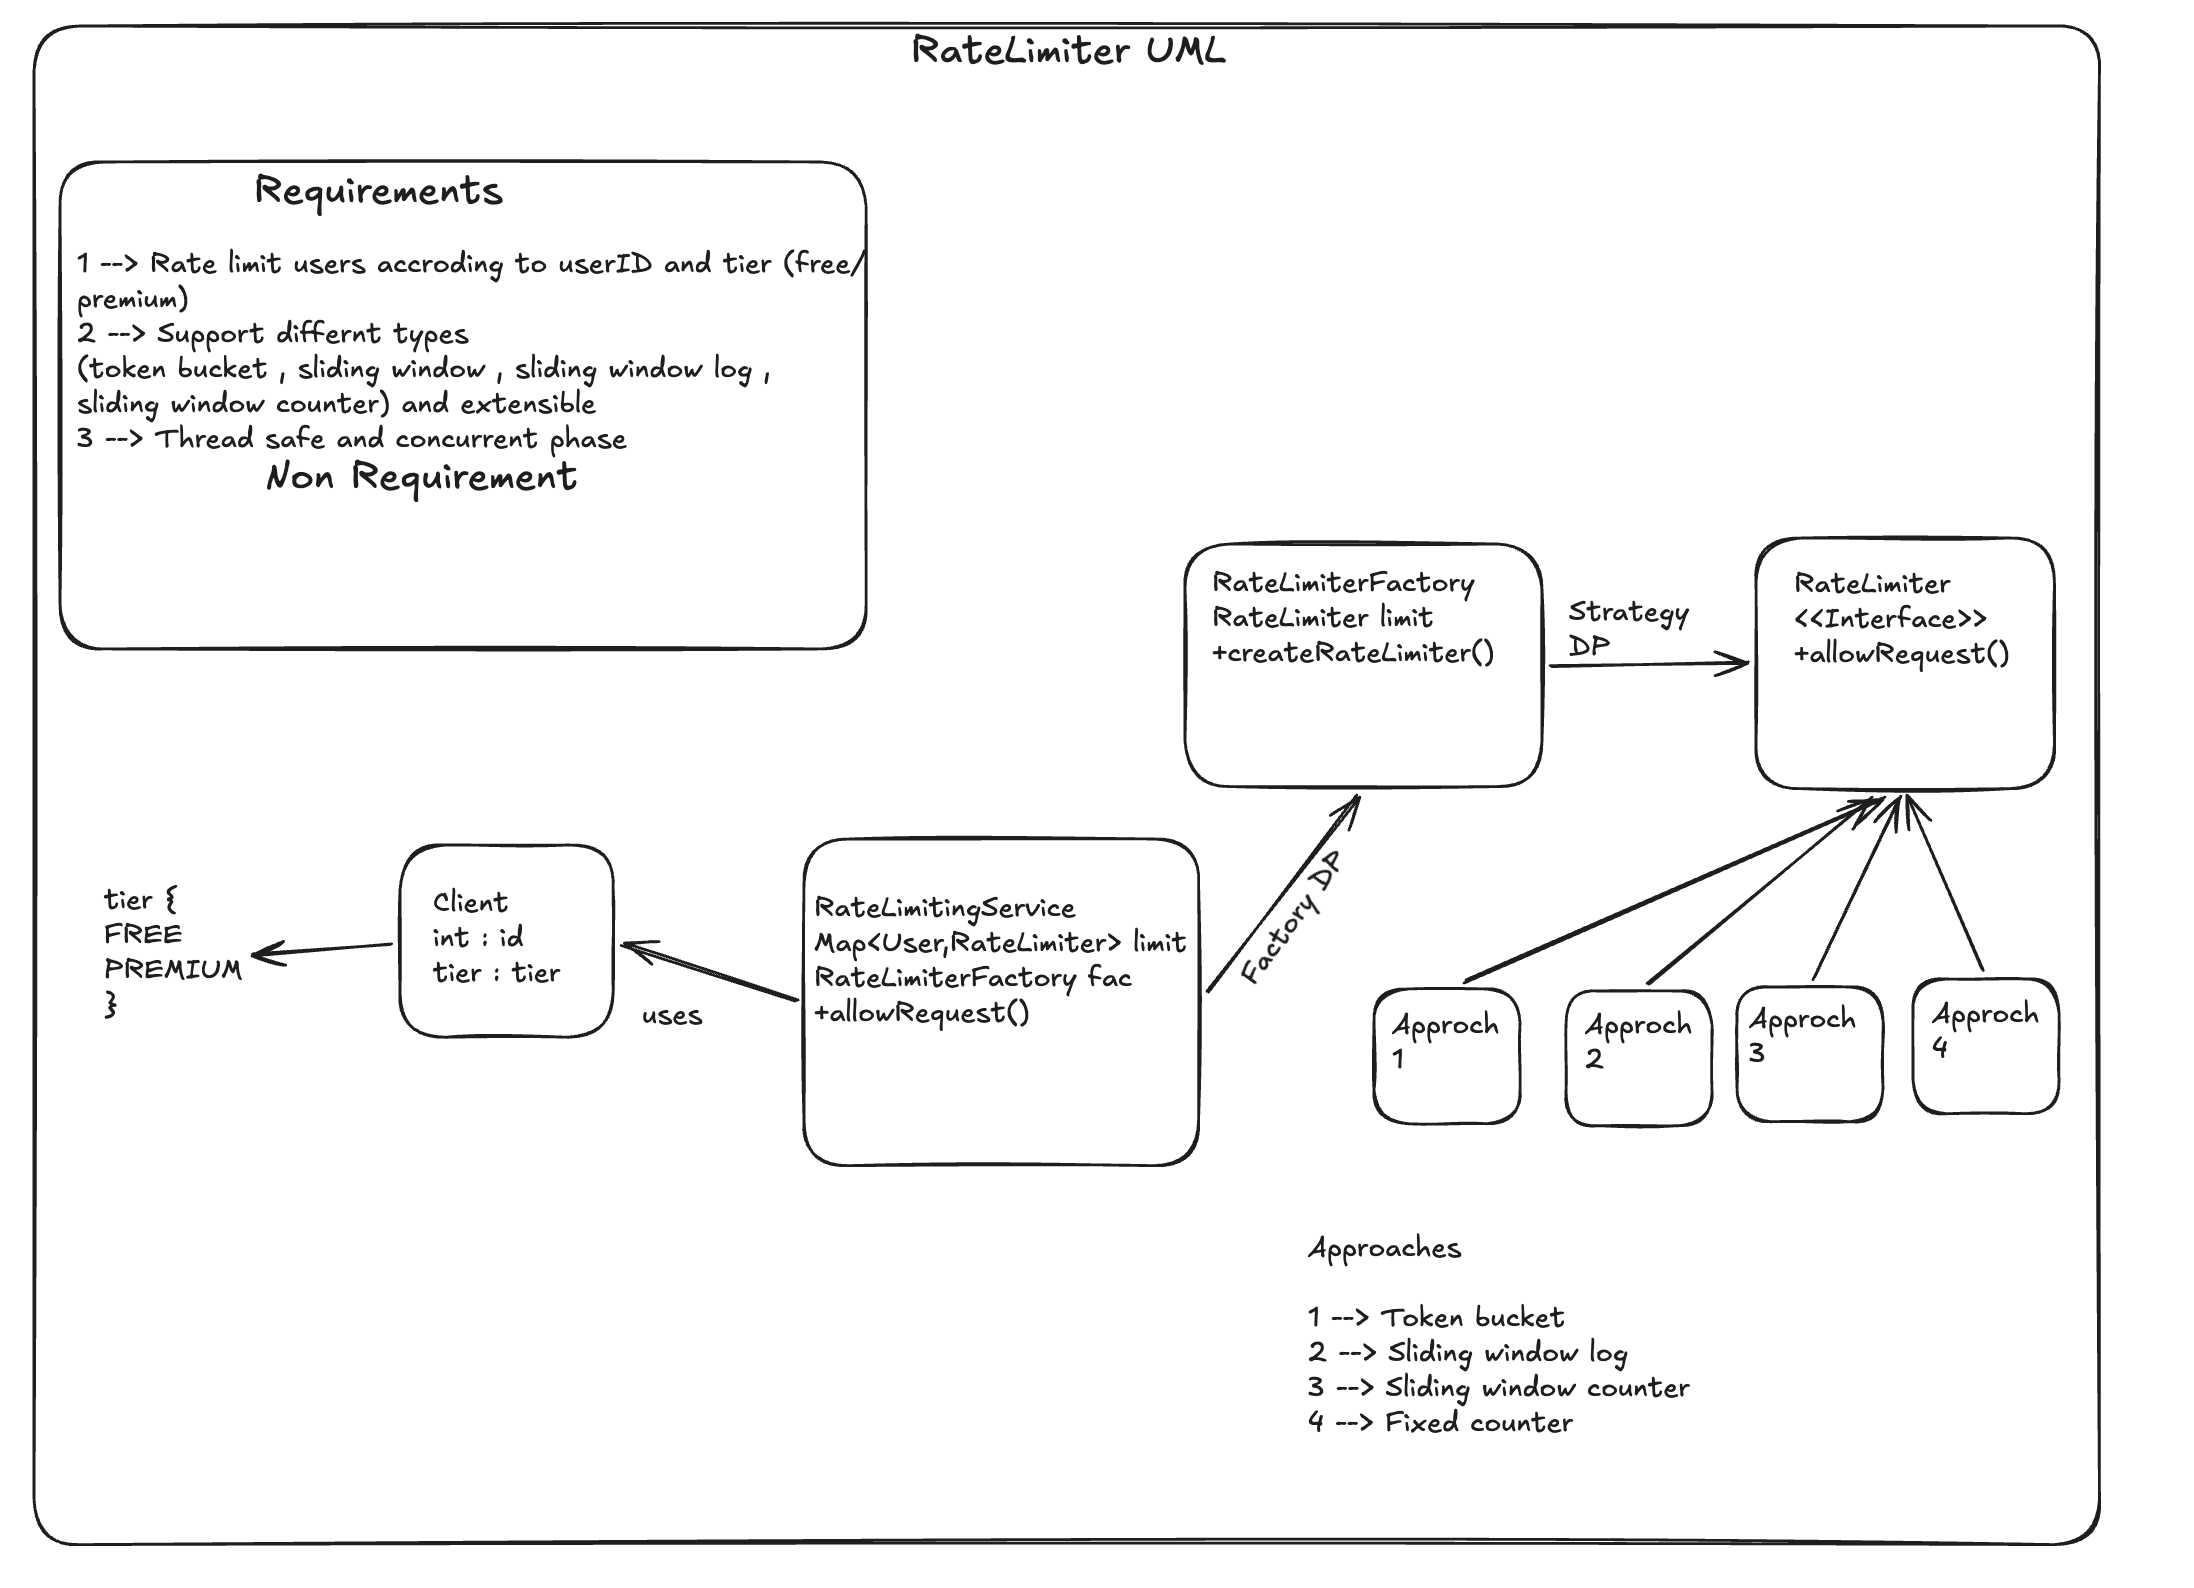 RateLimiter UML
Requirements
1 --> Rate limit users accroding to userID and tier (free/
premium)
2 --> Support differnt types
(token bucket , sliding window , sliding window log ,
sliding window counter) and extensible
3 --> Thread safe and concurrent phase
Non Requirement
RateLimiterFactory
RateLimiter limit
+createRateLimiter()
Strategy
DP
RateLimiter
<<Interface>>
+allowRequest()
tier {
FREE
PREMIUM
}
Client
int : id
tier : tier
uses
RateLimitingService
Map<User,RateLimiter> limit
RateLimiterFactory fac
+allowRequest()
Factory DP
Approch
1
Approch
2
Approch
3
Approch
4
Approaches
1 --> Token bucket
2 --> Sliding window log
3 --> Sliding window counter
4 --> Fixed counter